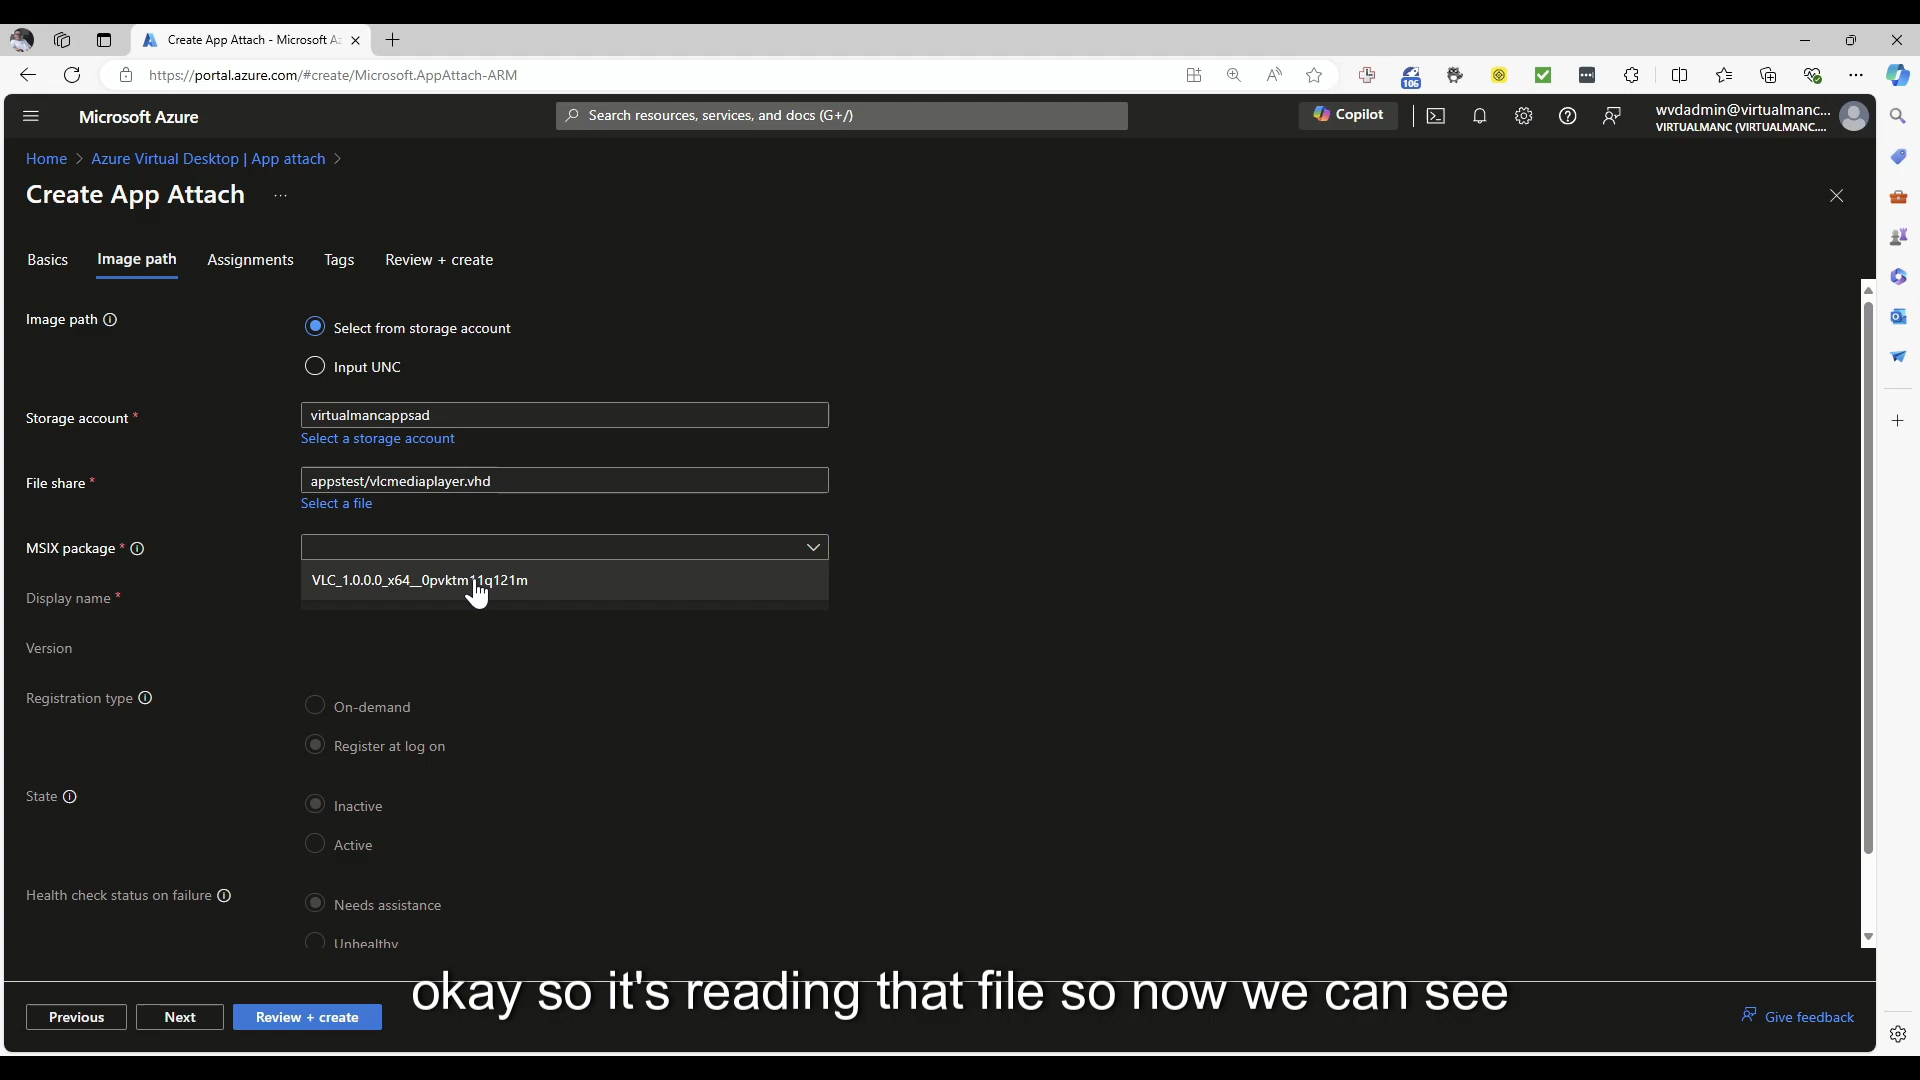 Create App Attach - Microsoft Az
https://portal.azure.com/#create/Microsoft.AppAttach-ARM
106
Microsoft Azure
Search resources, services, and docs (G+/)
Copilot
wvdadmin@virtualmanc...
VIRTUALMANC (VIRTUALMANC....
Home > Azure Virtual Desktop | App attach >
Create App Attach ...
Basics
Image path
Assignments
Tags
Review + create
Image path
Select from storage account
Input UNC
Storage account *
virtualmancappsad
Select a storage account
File share *
appstest/vlcmediaplayer.vhd
Select a file
MSIX package *
VLC_1.0.0.0_x64__0pvktm11q121m
Display name *
Version
Registration type
On-demand
Register at log on
State
Inactive
Active
Health check status on failure
Needs assistance
Unhealthy
okay so it's reading that file so now we can see
Previous
Next
Review + create
Give feedback